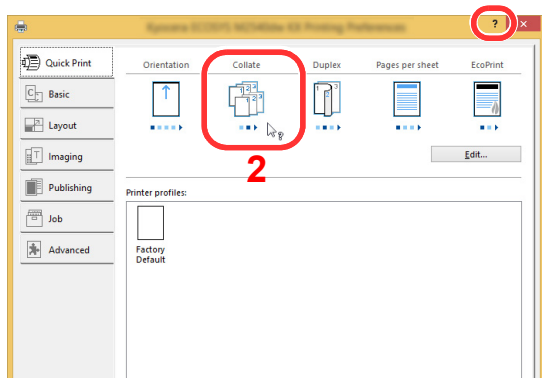 ?
×
Quick Print
Basic
Layout
Imaging
Publishing
Job
Advanced
Orientation
Collate
Duplex
Pages per sheet
EcoPrint
2
Edit...
Printer profiles:
Factory
Default